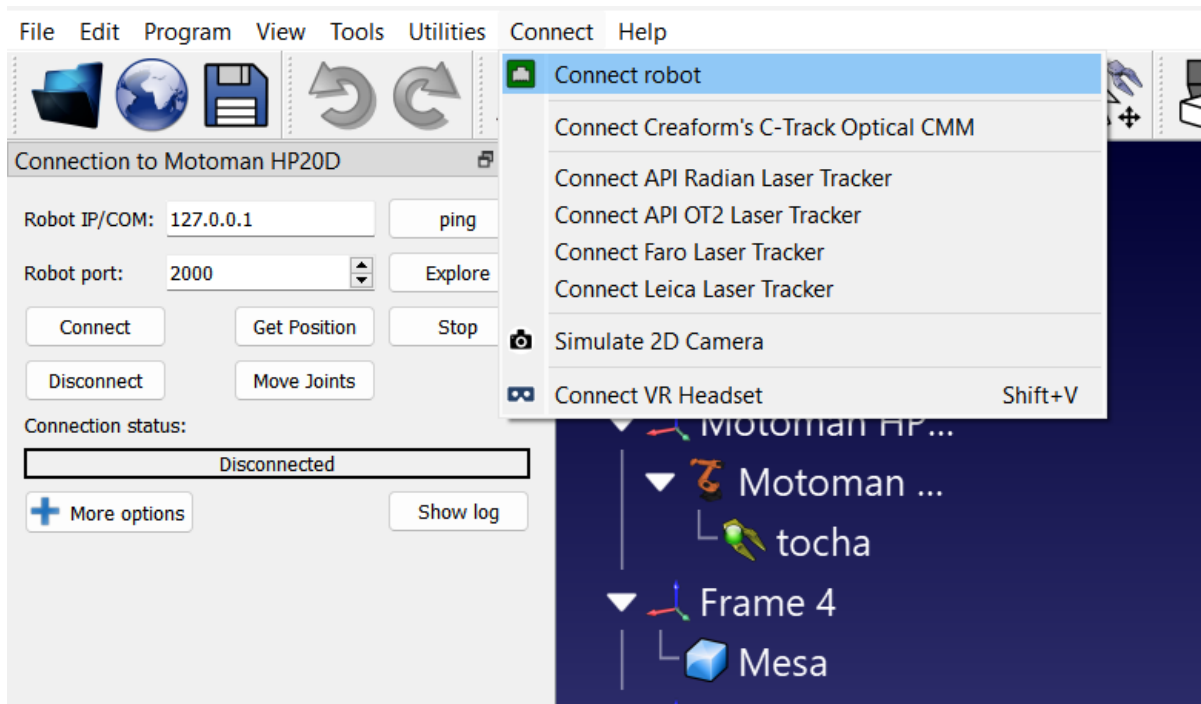 File Edit Program View Tools Utilities Connect Help
Connection to Motoman HP20D
Robot IP/COM: 127.0.0.1 ping
Robot port: 2000 Explore
Connect Get Position Stop
Disconnect Move Joints
Connection status:
Disconnected
More options Show log
Connect robot
Connect Creaform's C-Track Optical CMM
Connect API Radian Laser Tracker
Connect API OT2 Laser Tracker
Connect Faro Laser Tracker
Connect Leica Laser Tracker
Simulate 2D Camera
Connect VR Headset Shift+V
Motoman HP...
Motoman ...
tocha
Frame 4
Mesa